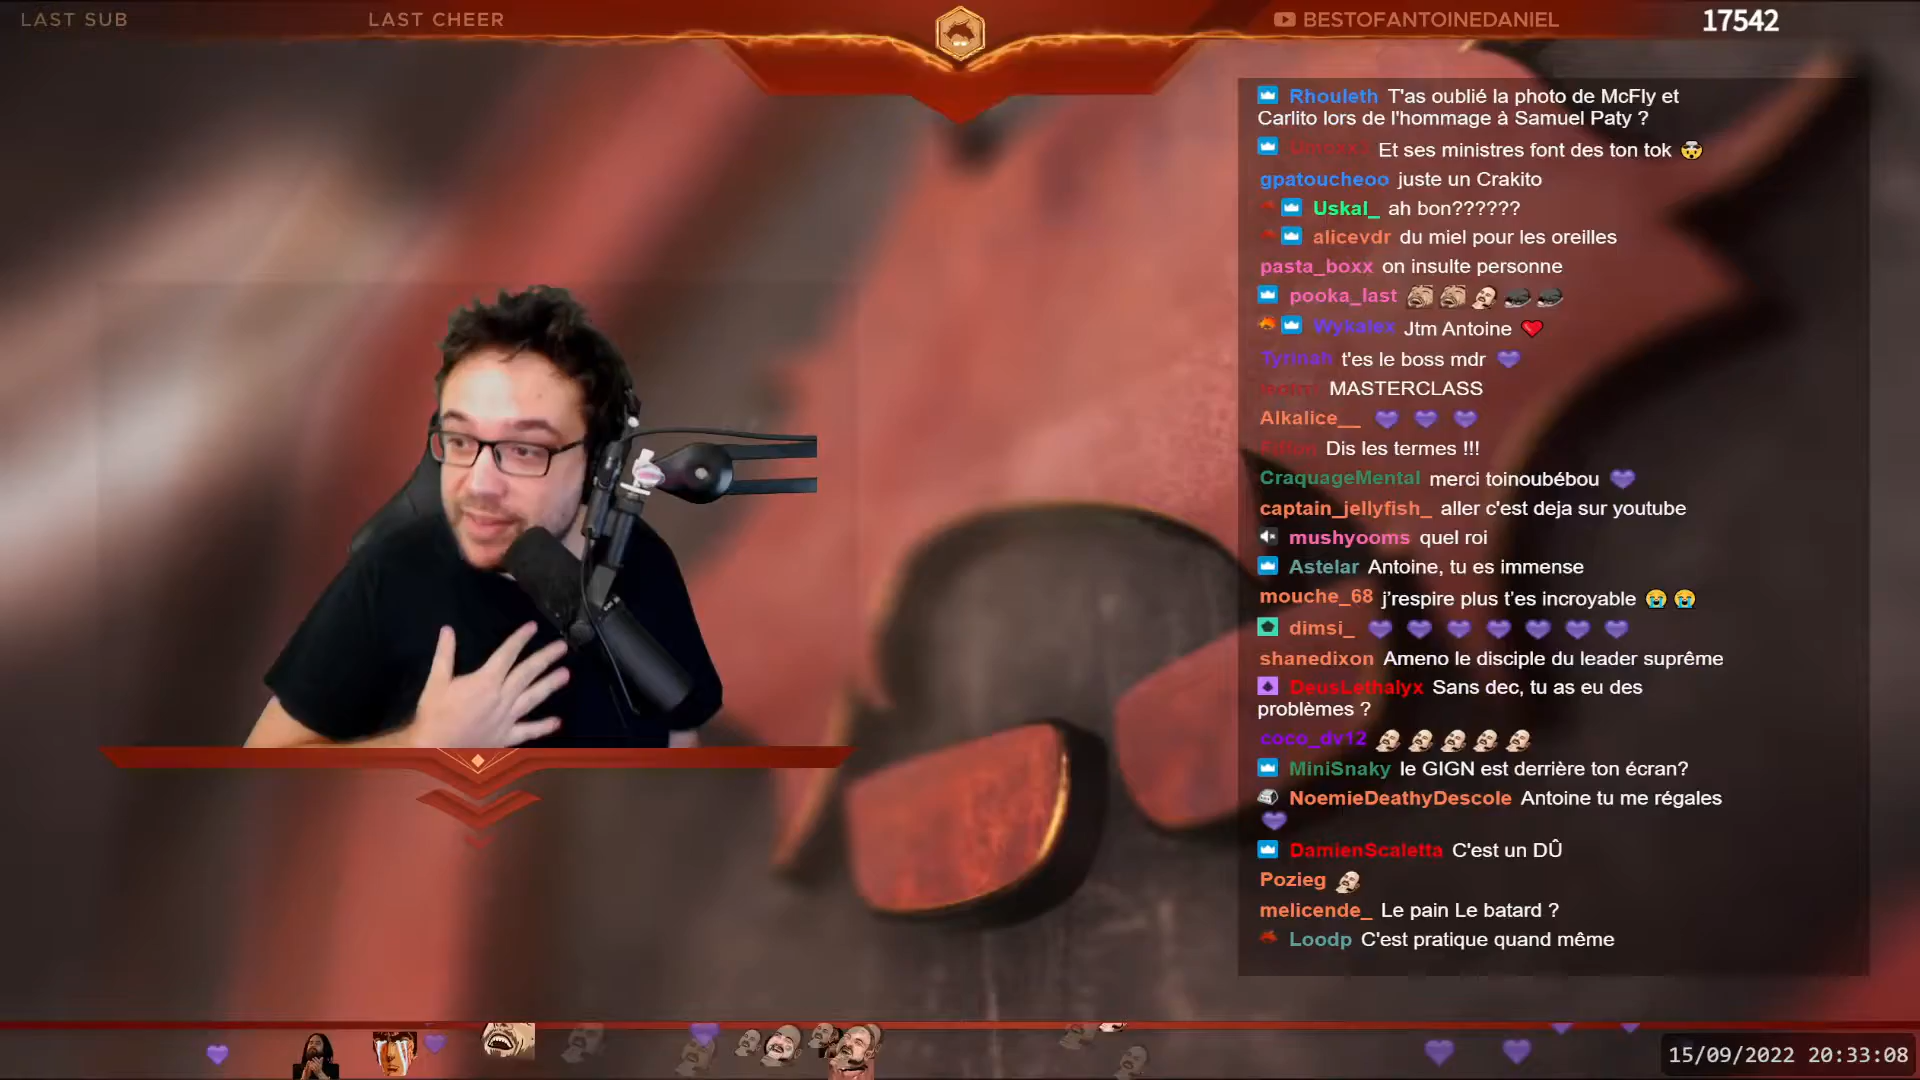 LAST SUB
LAST CHEER
BESTOFANTOINEDANIEL
17542
Rhouleth T'as oublié la photo de McFly et
Carlito lors de l'hommage à Samuel Paty ?
Et ses ministres font des ton tok
gpatoucheoo juste un Crakito
Uskal_ ah bon??????
alicevdr du miel pour les oreilles
pasta_boxx on insulte personne
pooka_last
Wykalex Jtm Antoine
Tyrinah t'es le boss mdr
MASTERCLASS
Alkalice__
Dis les termes !!!
CraquageMental merci toinoubébou
captain_jellyfish_ aller c'est deja sur youtube
mushyooms quel roi
Astelar Antoine, tu es immense
mouche_68 j'respire plus t'es incroyable
dimsi_
shanedixon Ameno le disciple du leader suprême
DeusLethalyx Sans dec, tu as eu des
problèmes ?
coco_dv12
MiniSnaky le GIGN est derrière ton écran?
NoemieDeathyDescole Antoine tu me régales
DamienScaletta C'est un DÛ
Pozieg
melicende_ Le pain Le batard ?
Loodp C'est pratique quand même
15/09/2022 20:33:08